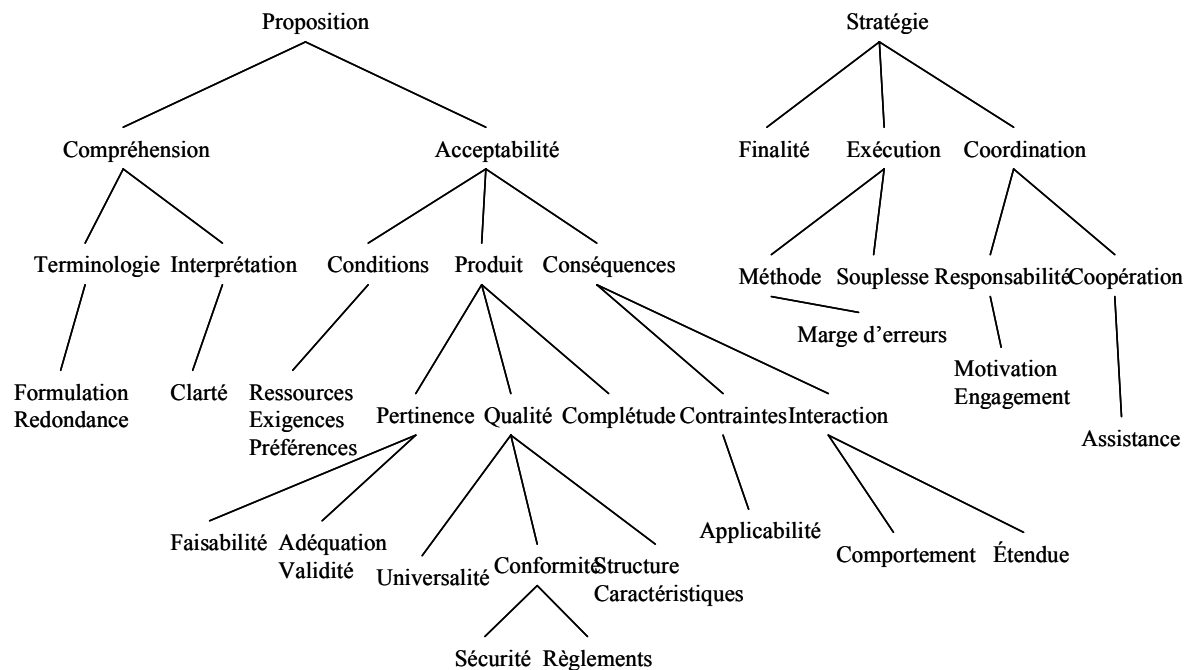 Proposition
Stratégie
Compréhension
Acceptabilité
Finalité
Exécution
Coordination
Terminologie
Interprétation
Conditions
Produit
Conséquences
Méthode
Souplesse
Responsabilité
Coopération
Marge d'erreurs
Formulation
Redondance
Clarté
Ressources
Exigences
Préférences
Pertinence
Qualité
Complétude
Contraintes
Interaction
Motivation
Engagement
Assistance
Faisabilité
Adéquation
Validité
Universalité
Conformité
Structure
Caractéristiques
Applicabilité
Comportement
Étendue
Sécurité
Règlements